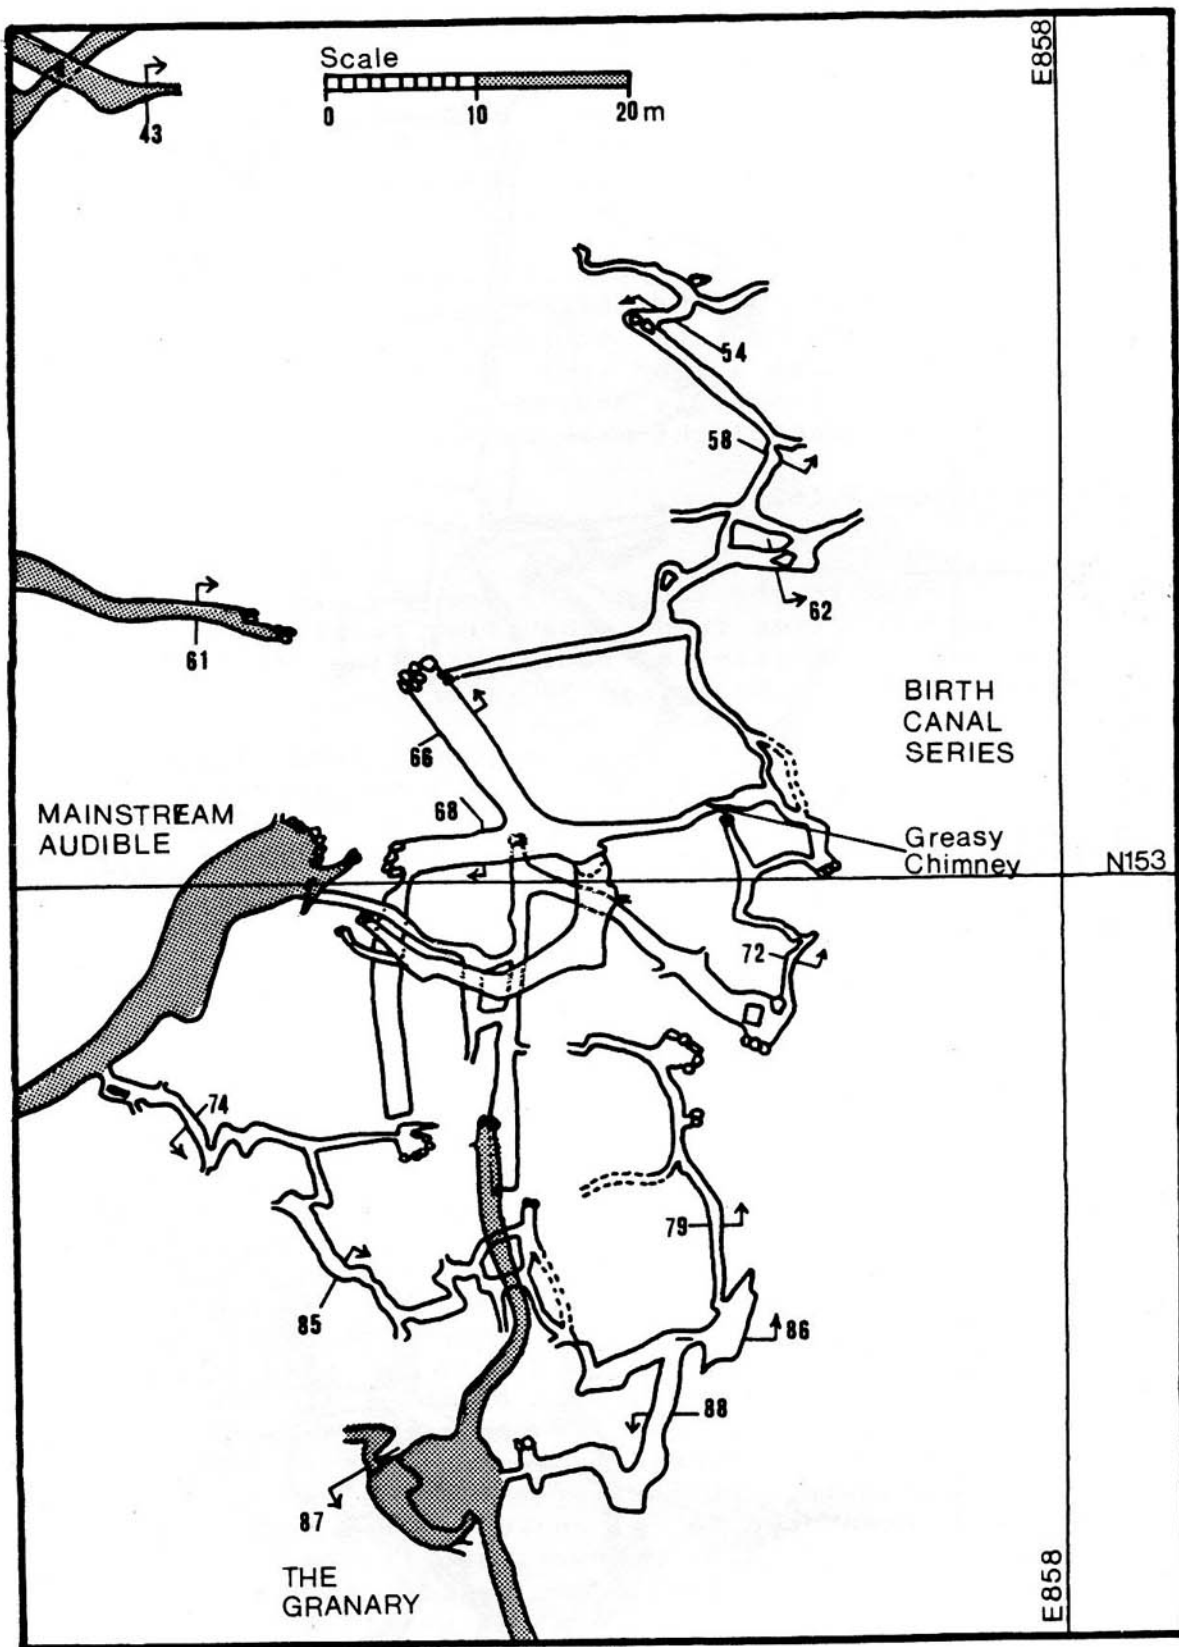 E858
Scale
0 10 20 m
43
54
58
62
61
BIRTH
CANAL
SERIES
66
68
MAINSTREAM
AUDIBLE
Greasy
Chimney
N153
72
74
79
85
86
88
87
THE
GRANARY
E858